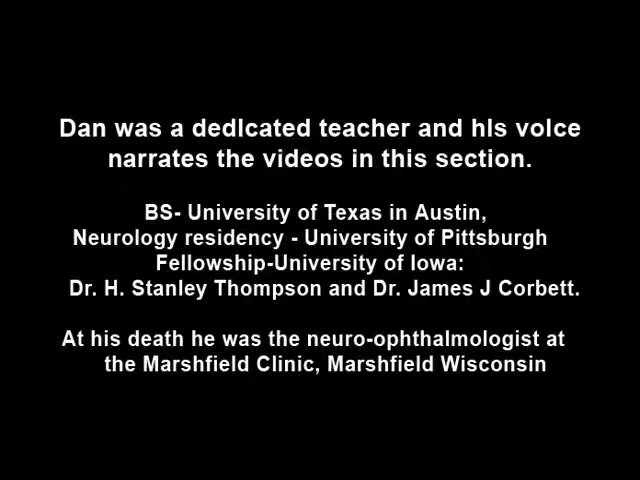 Dan was a dedicated teacher and his voice
narrates the videos in this section.
BS- University of Texas in Austin,
Neurology residency - University of Pittsburgh
Fellowship-University of Iowa:
Dr. H. Stanley Thompson and Dr. James J Corbett.
At his death he was the neuro-ophthalmologist at
the Marshfield Clinic, Marshfield Wisconsin